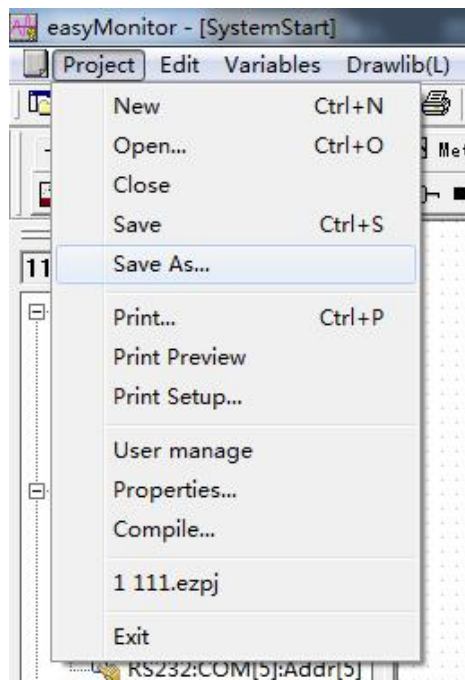 easyMonitor - [SystemStart]
Project Edit Variables Drawlib(L)
New Ctrl+N
Open... Ctrl+O
Close
Save Ctrl+S
Save As...
Print... Ctrl+P
Print Preview
Print Setup...
User manage
Properties...
Compile...
1 111.ezpj
Exit
11
RS232:COM[5]:Addr[5]